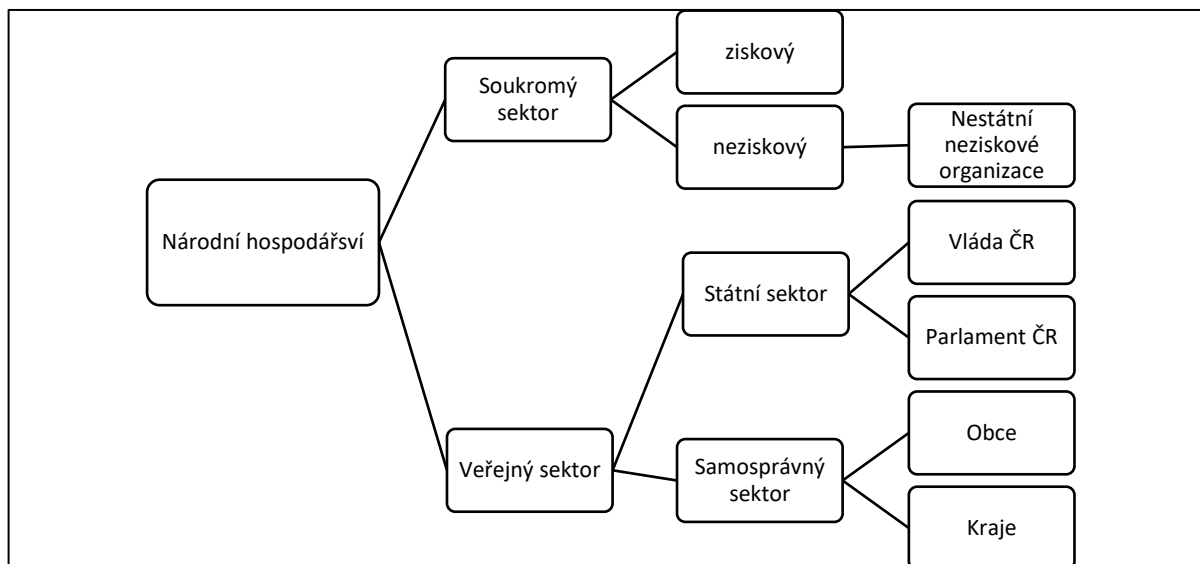 Národní hospodářsví
Soukromý
sektor
ziskový
neziskový
Nestátní
neziskové
organizace
Veřejný sektor
Státní sektor
Vláda ČR
Parlament ČR
Samosprávný
sektor
Obce
Kraje